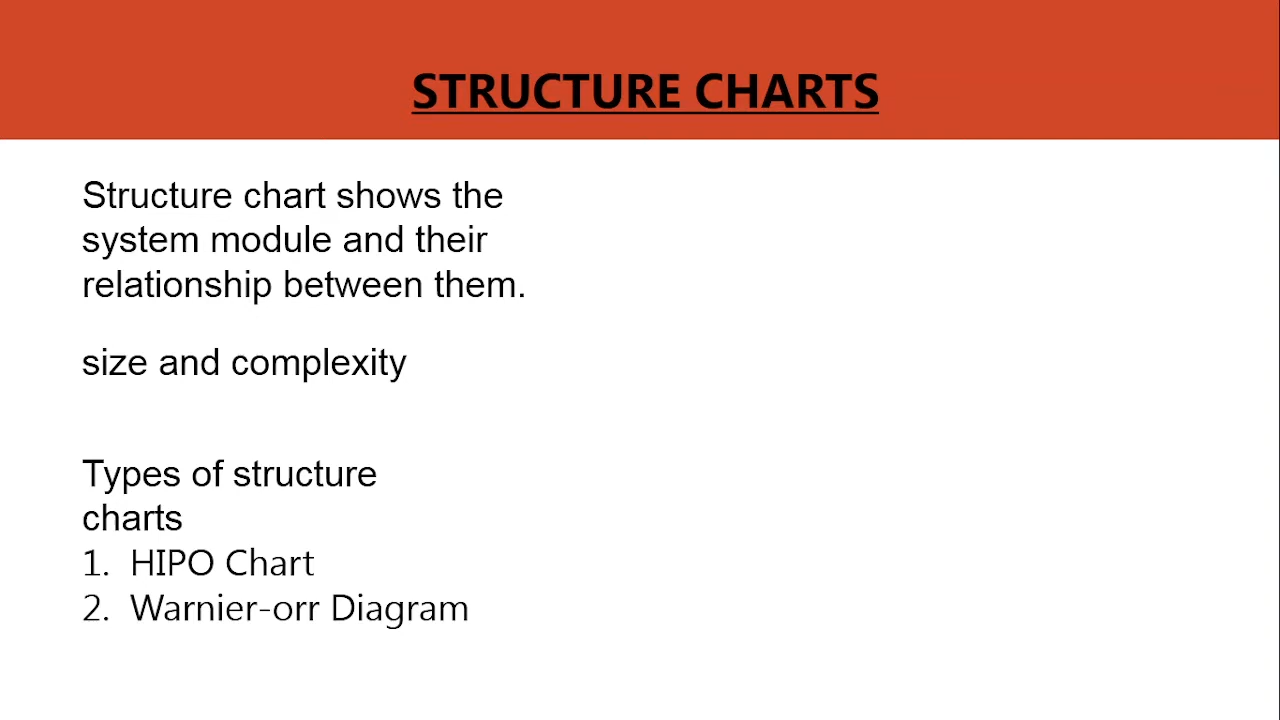 STRUCTURE CHARTS
Structure chart shows the
system module and their
relationship between them.
size and complexity
Types of structure
charts
1. HIPO Chart
2. Warnier-orr Diagram